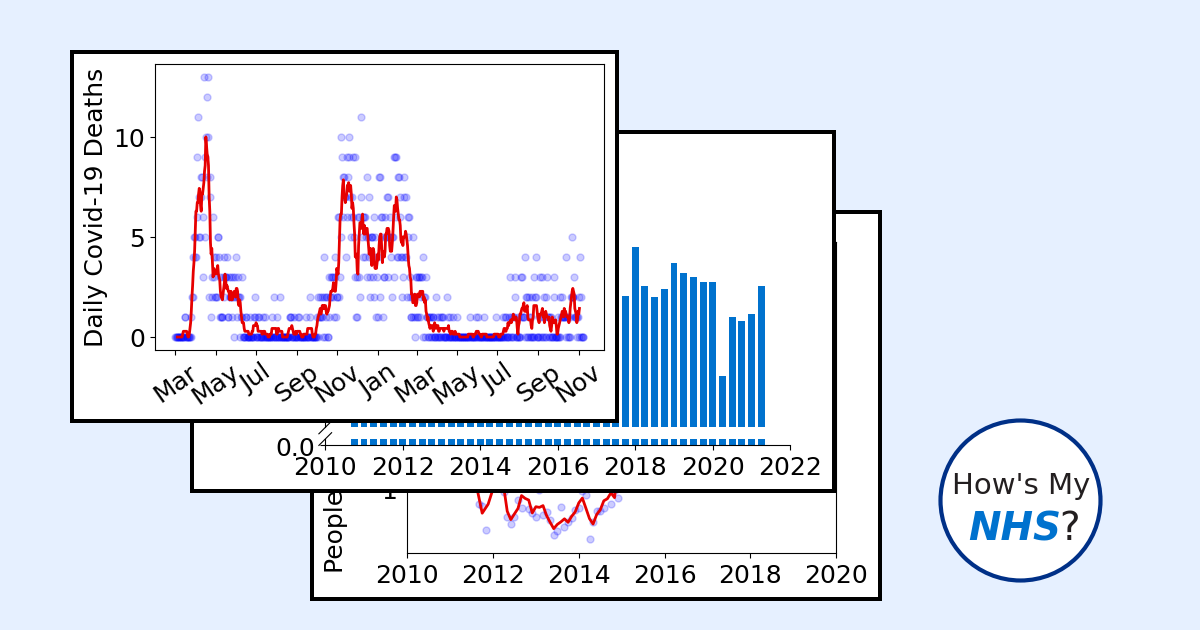 Daily Covid-19 Deaths
10
5
0
Mar May Jul Sep Nov Jan Mar May Jul Sep Nov
0.0
2010 2012 2014 2016 2018 2020 2022
People
2010 2012 2014 2016 2018 2020
How's My
NHS?